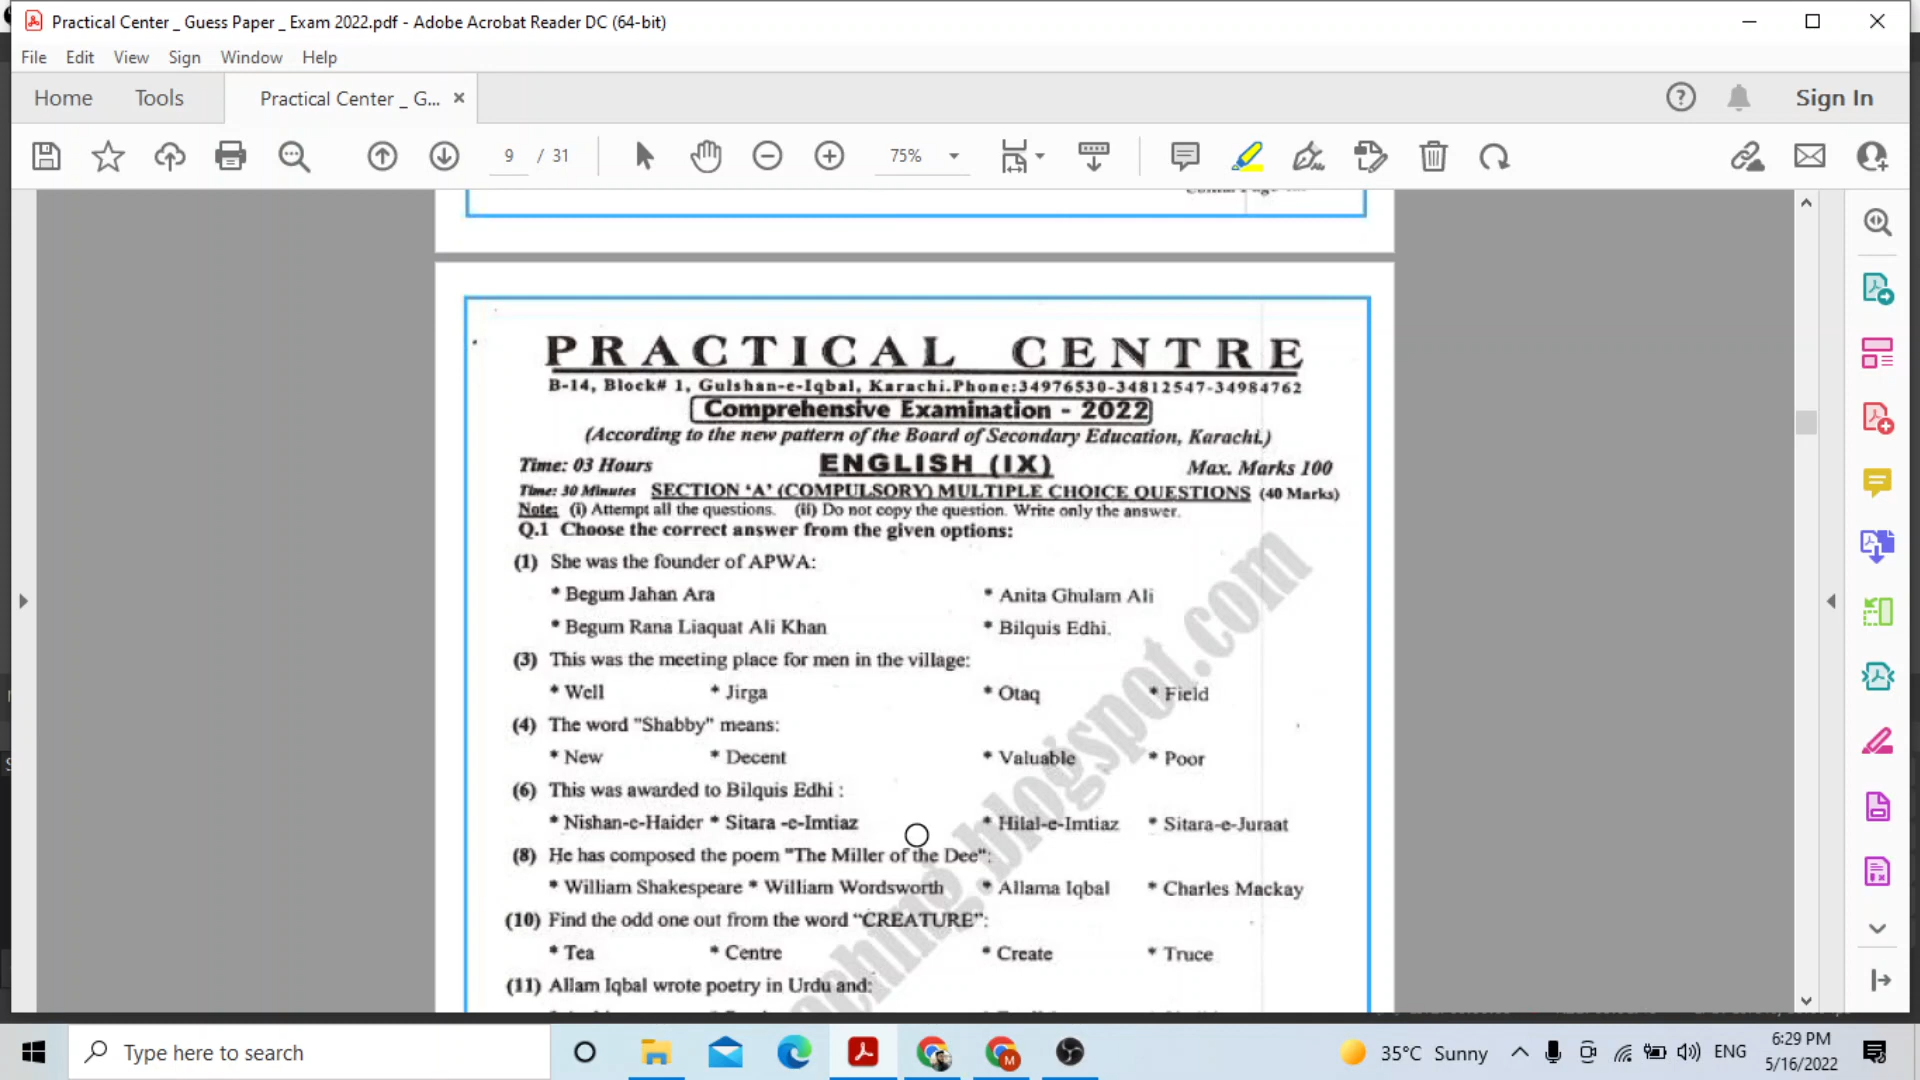 Practical Center _ Guess Paper _ Exam 2022.pdf - Adobe Acrobat Reader DC (64-bit)
File Edit View Sign Window Help
Home Tools Practical Center _ G... × Sign In
9 / 31 75%
PRACTICAL CENTRE
B-14, Block# 1, Gulshan-e-Iqbal, Karachi.Phone:34976530-34812547-34984762
Comprehensive Examination - 2022
(According to the new pattern of the Board of Secondary Education, Karachi.)
Time: 03 Hours ENGLISH (IX) Max. Marks 100
Time: 30 Minutes SECTION 'A' (COMPULSORY) MULTIPLE CHOICE QUESTIONS (40 Marks)
Note: (i) Attempt all the questions. (ii) Do not copy the question. Write only the answer.
Q.1 Choose the correct answer from the given options:
(1) She was the founder of APWA:
* Begum Jahan Ara * Anita Ghulam Ali
* Begum Rana Liaquat Ali Khan * Bilquis Edhi.
(3) This was the meeting place for men in the village:
* Well * Jirga * Otaq * Field
(4) The word "Shabby" means:
* New * Decent * Valuable * Poor
(6) This was awarded to Bilquis Edhi :
* Nishan-e-Haider * Sitara -e-Imtiaz * Hilal-e-Imtiaz * Sitara-e-Juraat
(8) He has composed the poem "The Miller of the Dee":
* William Shakespeare * William Wordsworth * Allama Iqbal * Charles Mackay
(10) Find the odd one out from the word "CREATURE":
* Tea * Centre * Create * Truce
(11) Allam Iqbal wrote poetry in Urdu and:
ching.blogspot.com
Type here to search
35°C Sunny ENG 6:29 PM
5/16/2022